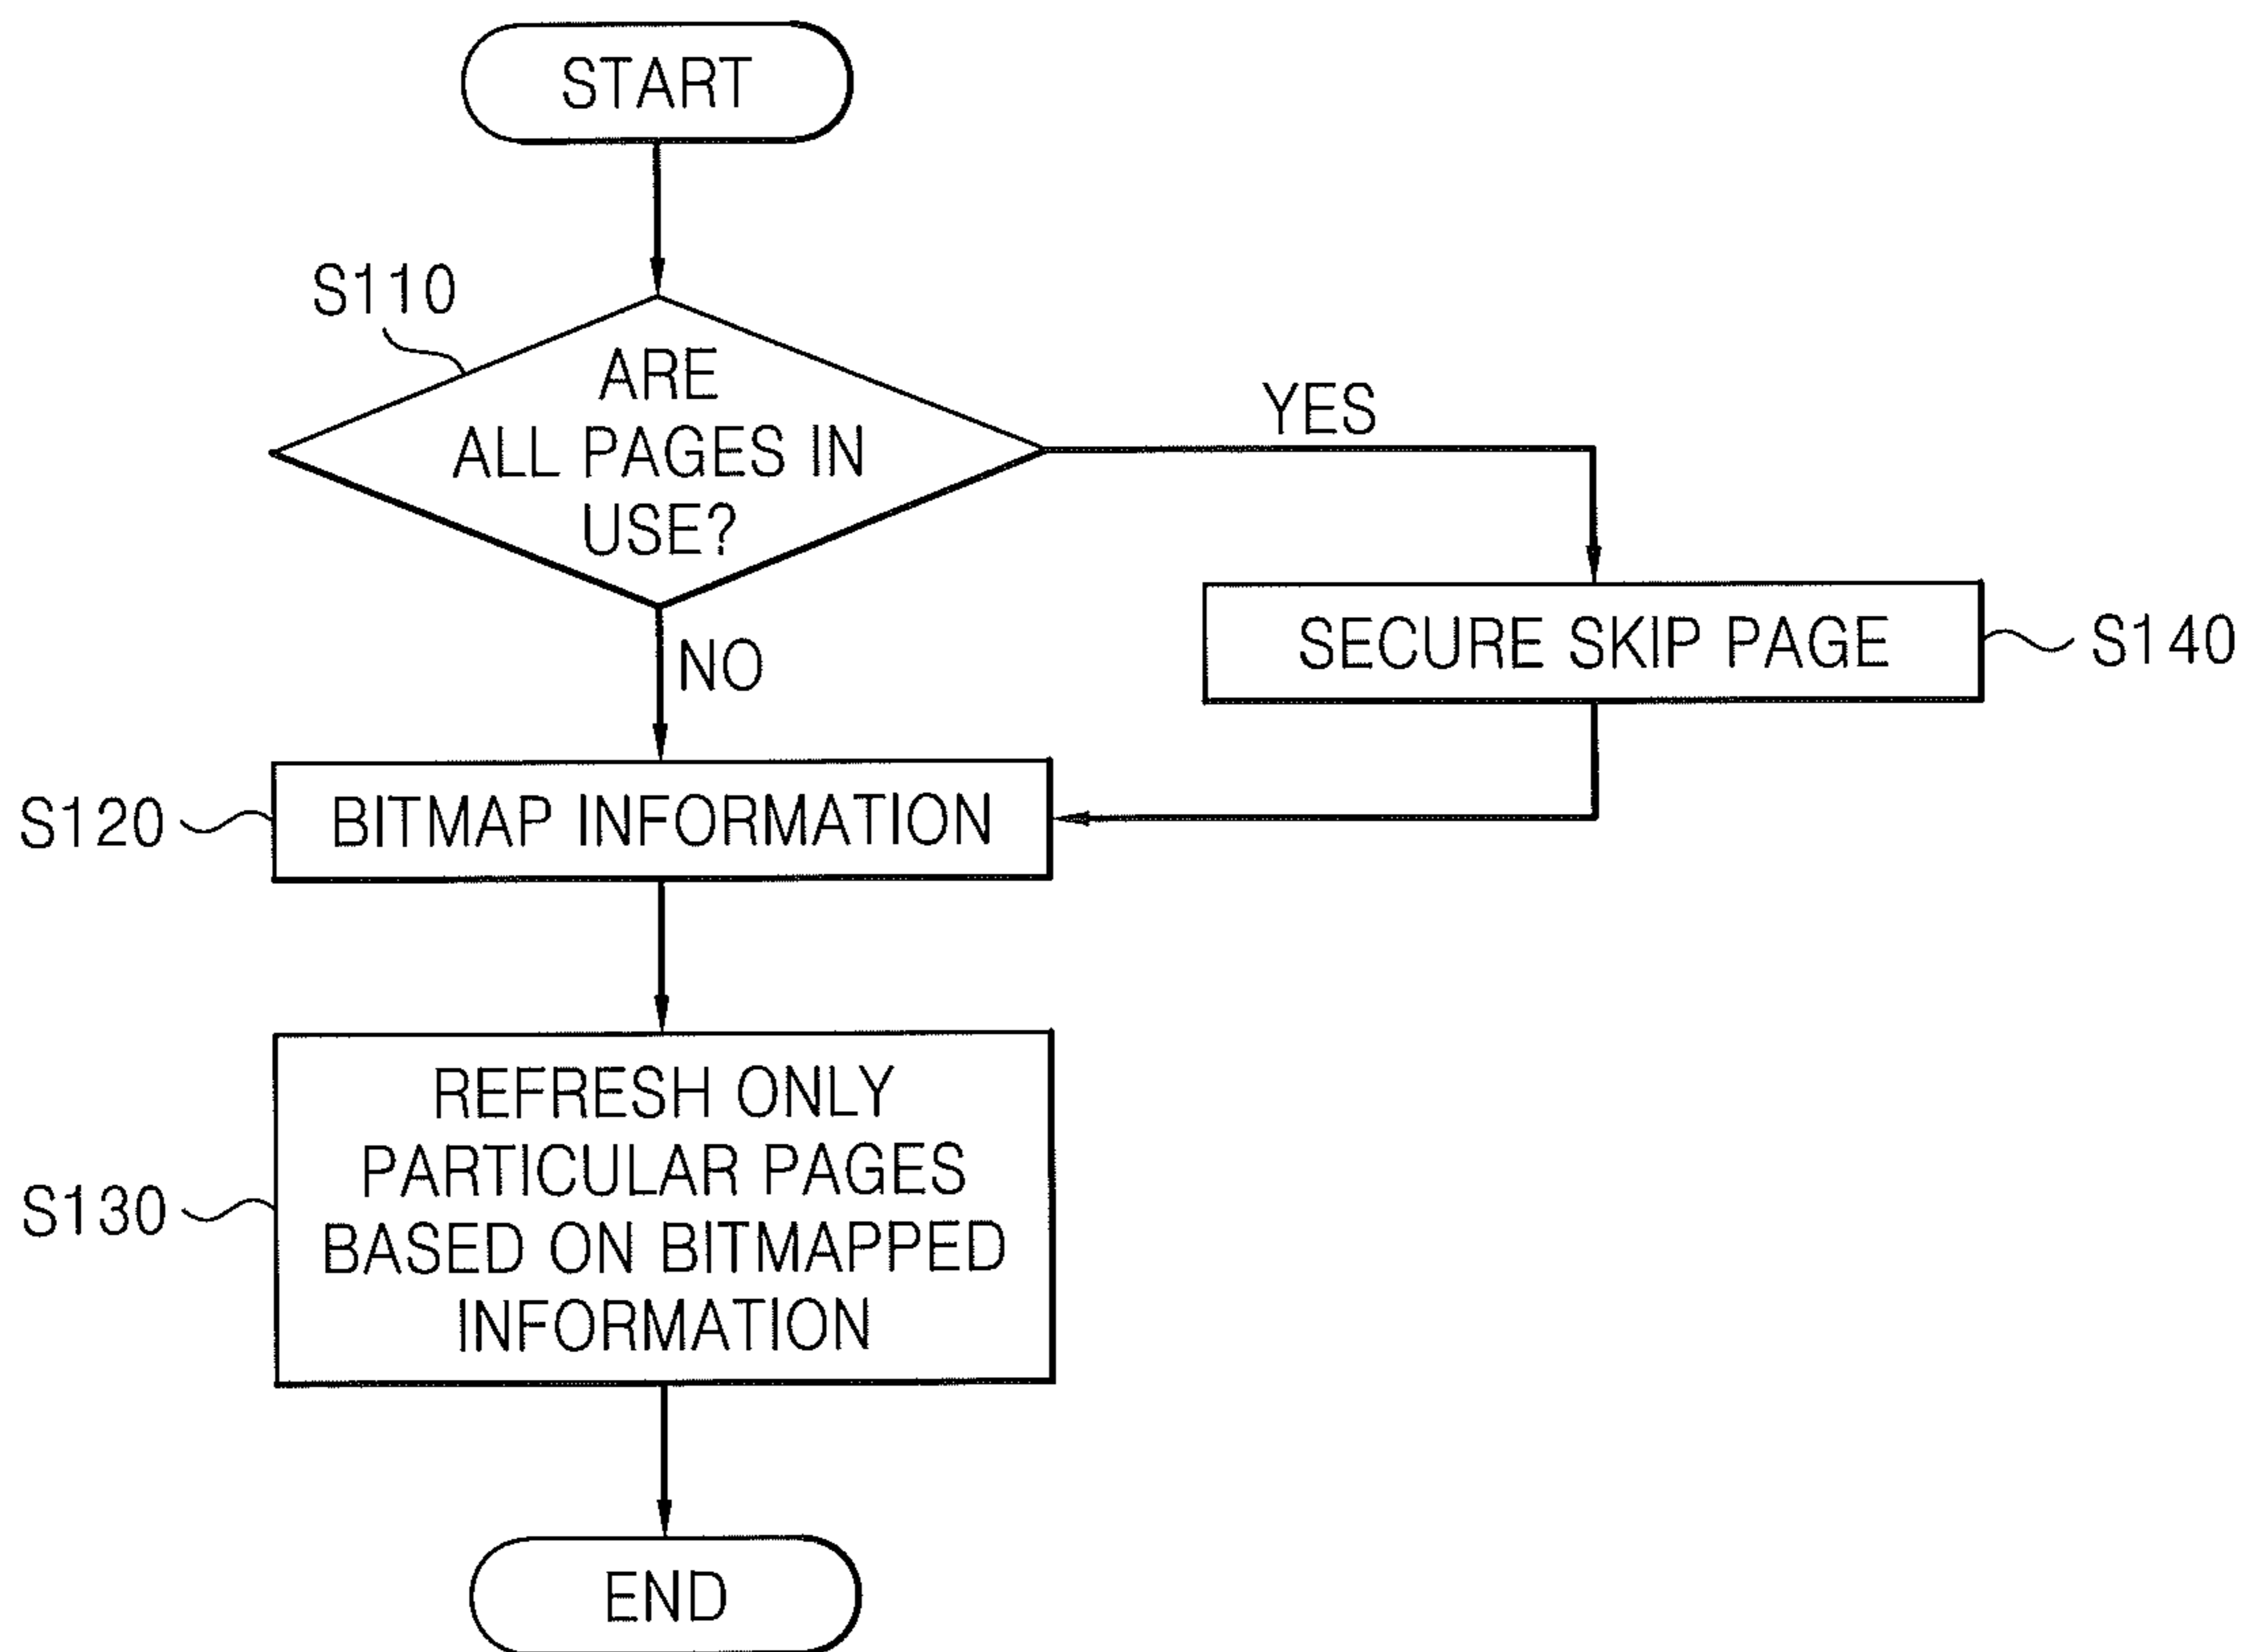 START
S110
ARE
ALL PAGES IN
USE?
YES
SECURE SKIP PAGE
S140
NO
S120
BITMAP INFORMATION
S130
REFRESH ONLY
PARTICULAR PAGES
BASED ON BITMAPPED
INFORMATION
END